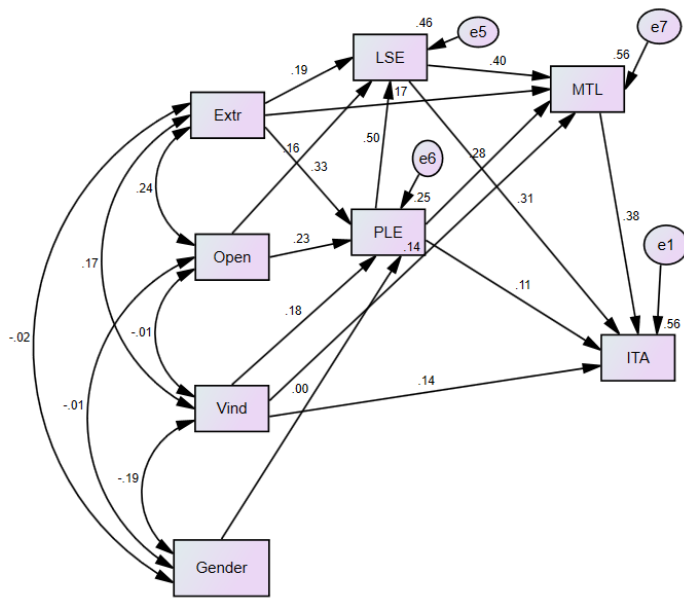 .46
e5
e7
LSE
.40
.56
MTL
.19
Extr
17
.50
.16
.33
e6
.28
.24
.25
.31
PLE
.38
Open
.23
.14
e1
.17
.11
-.01
.18
.56
ITA
-.02
-.01
.00
.14
Vind
-.19
Gender